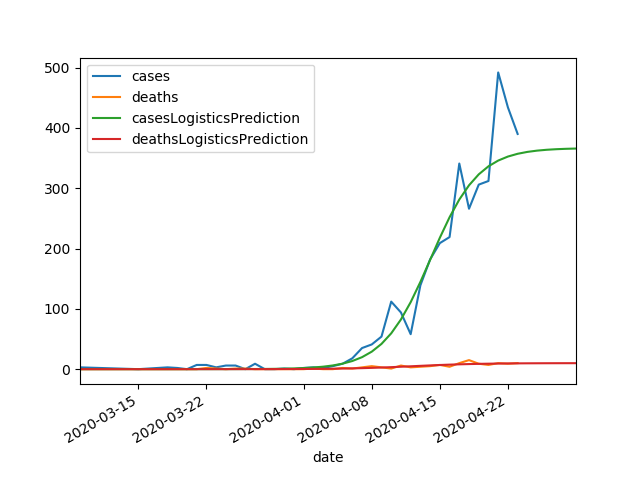 500
400
300
200
100
0
cases
deaths
casesLogisticsPrediction
deathsLogisticsPrediction
2020-03-15
2020-03-22
2020-04-01
2020-04-08
2020-04-15
2020-04-22
date